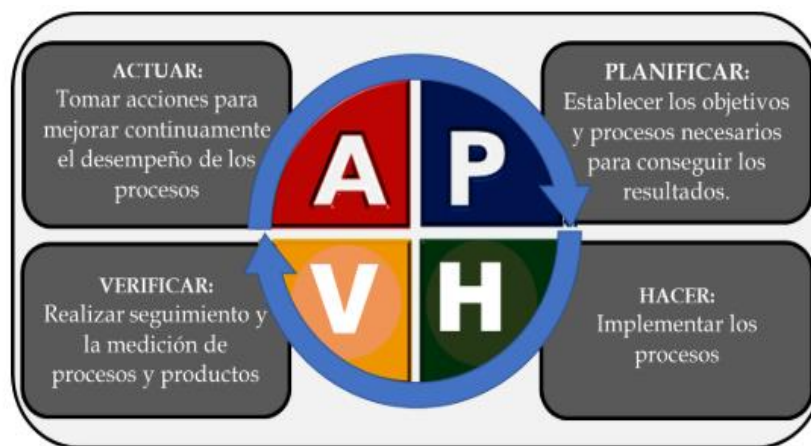 ACTUAR:
Tomar acciones para
mejorar continuamente
el desempeño de los
procesos
PLANIFICAR:
Establecer los objetivos
y procesos necesarios
para conseguir los
resultados.
A P
V H
VERIFICAR:
Realizar seguimiento y
la medición de
procesos y productos
HACER:
Implementar los
procesos